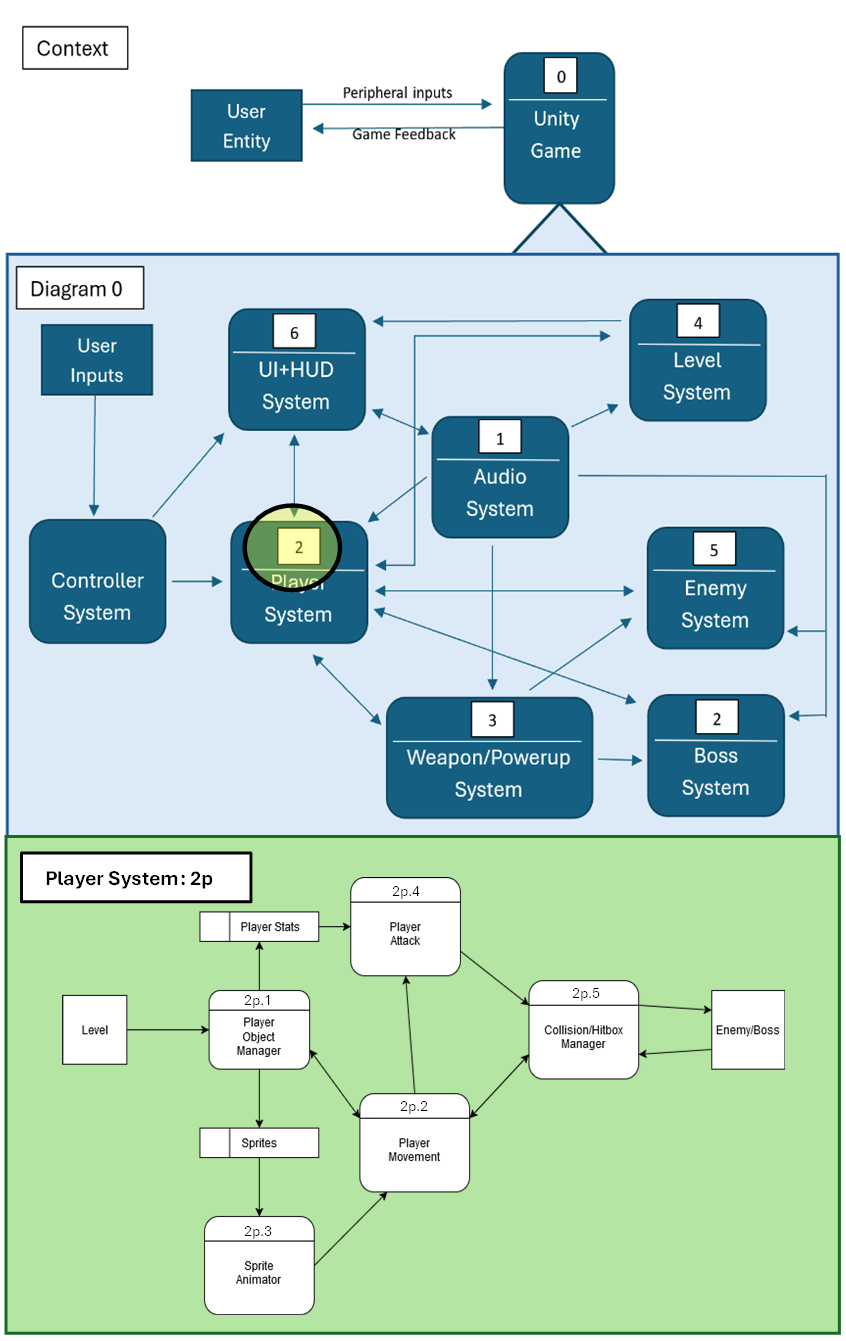 Context
0
Peripheral inputs
User
Entity
Unity
Game
Game Feedback
Diagram 0
User
Inputs
6
UI+HUD
System
4
Level
System
1
Audio
System
Controller
System
2
Player
System
5
Enemy
System
3
Weapon/Powerup
System
2
Boss
System
Player System: 2p
2p.4
Player
Attack
Player Stats
Level
2p.1
Player
Object
Manager
2p.5
Collision/Hitbox
Manager
Enemy/Boss
2p.2
Player
Movement
Sprites
2p.3
Sprite
Animator